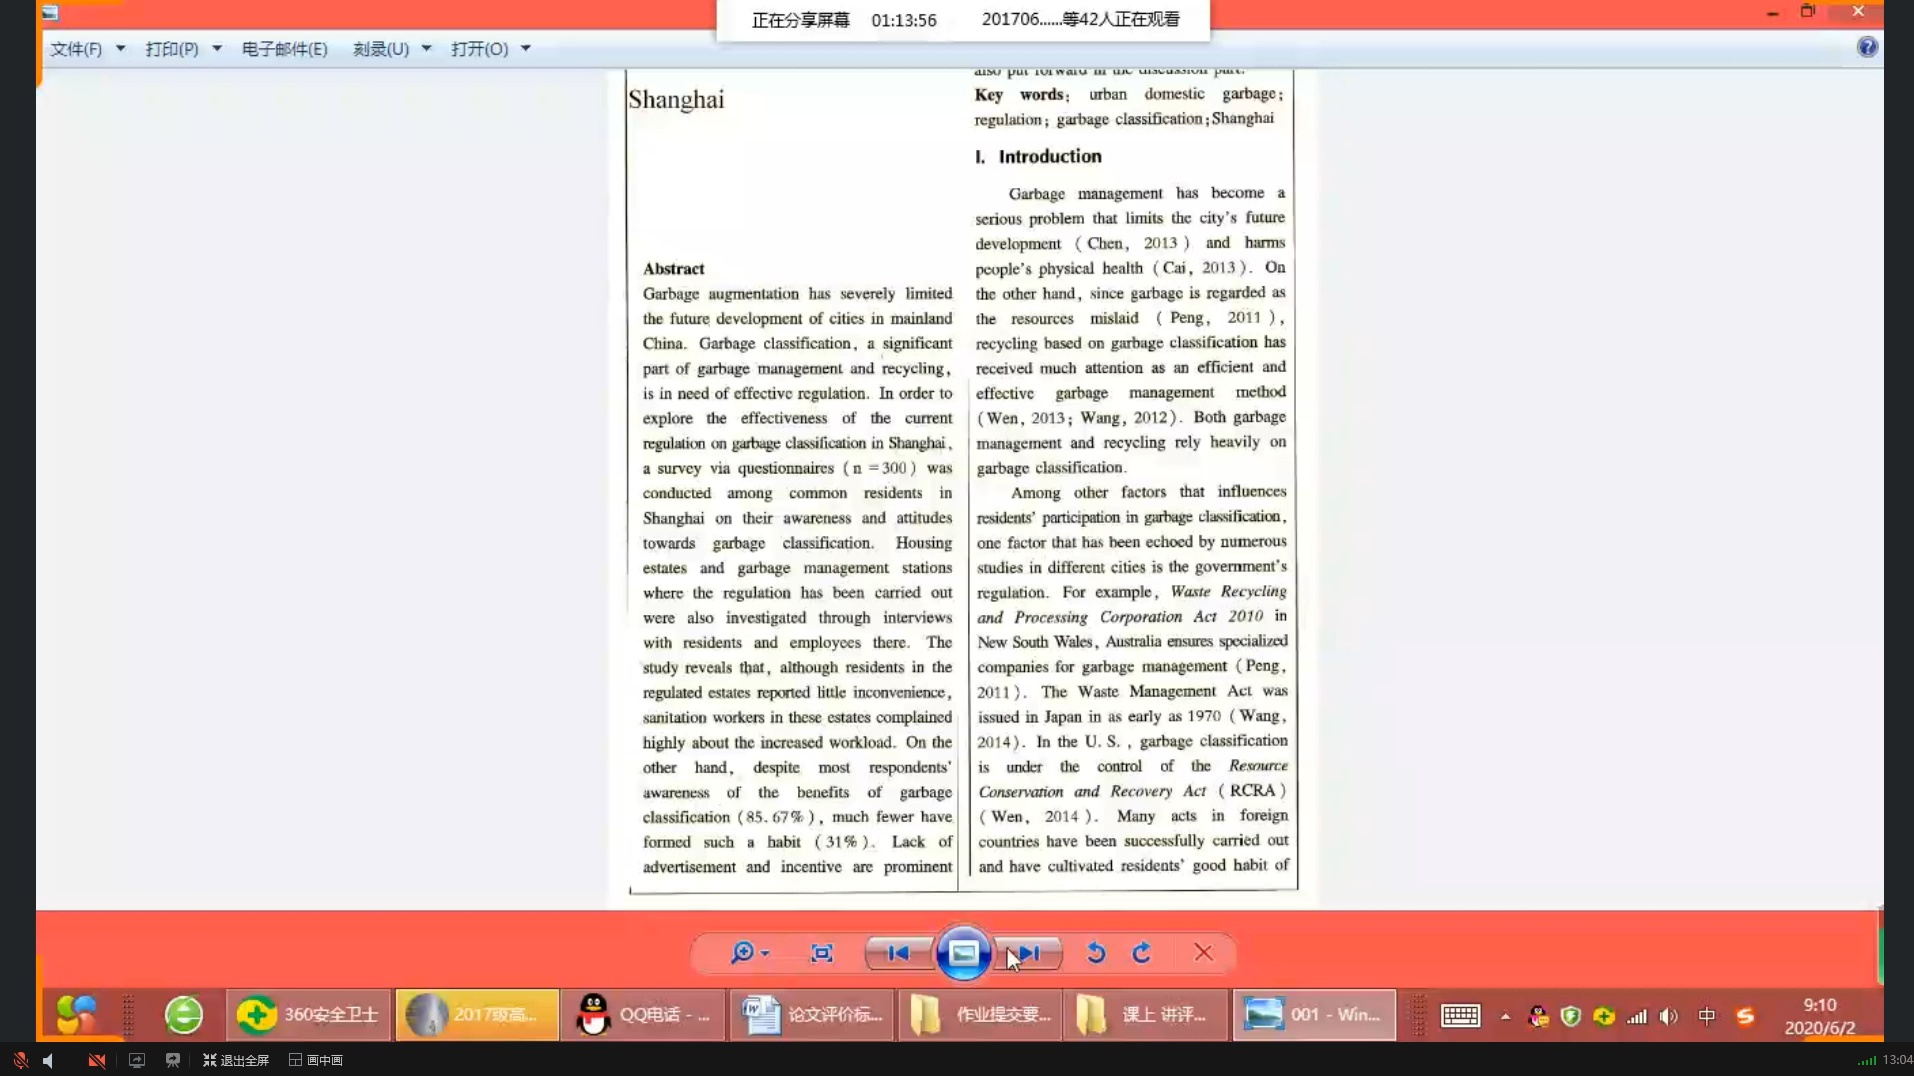 正在分享屏幕 01:13:56 201706......等42人正在观看
文件(F) 打印(P) 电子邮件(E) 刻录(U) 打开(O)
Shanghai
Abstract
Garbage augmentation has severely limited
the future development of cities in mainland
China. Garbage classification, a significant
part of garbage management and recycling,
is in need of effective regulation. In order to
explore the effectiveness of the current
regulation on garbage classification in Shanghai,
a survey via questionnaires (n =300) was
conducted among common residents in
Shanghai on their awareness and attitudes
towards garbage classification. Housing
estates and garbage management stations
where the regulation has been carried out
were also investigated through interviews
with residents and employees there. The
study reveals that, although residents in the
regulated estates reported little inconvenience,
sanitation workers in these estates complained
highly about the increased workload. On the
other hand, despite most respondents'
awareness of the benefits of garbage
classification (85.67%), much fewer have
formed such a habit (31%). Lack of
advertisement and incentive are prominent
also put forward in the discussion part.
Key words: urban domestic garbage;
regulation; garbage classification;Shanghai
I. Introduction
Garbage management has become a
serious problem that limits the city's future
development (Chen, 2013) and harms
people's physical health (Cai, 2013). On
the other hand, since garbage is regarded as
the resources mislaid (Peng, 2011),
recycling based on garbage classification has
received much attention as an efficient and
effective garbage management method
(Wen, 2013; Wang, 2012). Both garbage
management and recycling rely heavily on
garbage classification.
Among other factors that influences
residents' participation in garbage classification,
one factor that has been echoed by numerous
studies in different cities is the government's
regulation. For example, Waste Recycling
and Processing Corporation Act 2010 in
New South Wales, Australia ensures specialized
companies for garbage management (Peng,
2011). The Waste Management Act was
issued in Japan in as early as 1970 (Wang,
2014). In the U.S., garbage classification
is under the control of the Resource
Conservation and Recovery Act (RCRA)
(Wen, 2014). Many acts in foreign
countries have been successfully carried out
and have cultivated residents' good habit of
360安全卫士 2017级高... QQ电话 - ... 论文评价标... 作业提交要... 课上 讲评... 001 - Win... 中 9:10
2020/6/2
退出全屏 画中画 13:04